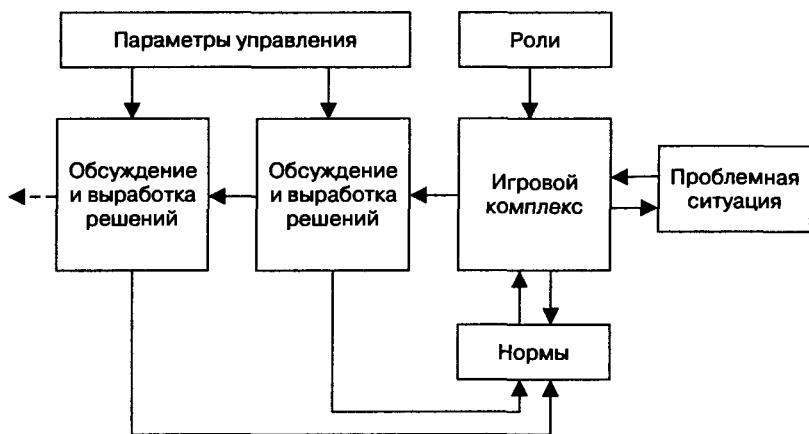 Параметры управления
Роли
Обсуждение
и выработка
решений
Обсуждение
и выработка
решений
Игровой
комплекс
Проблемная
ситуация
Нормы